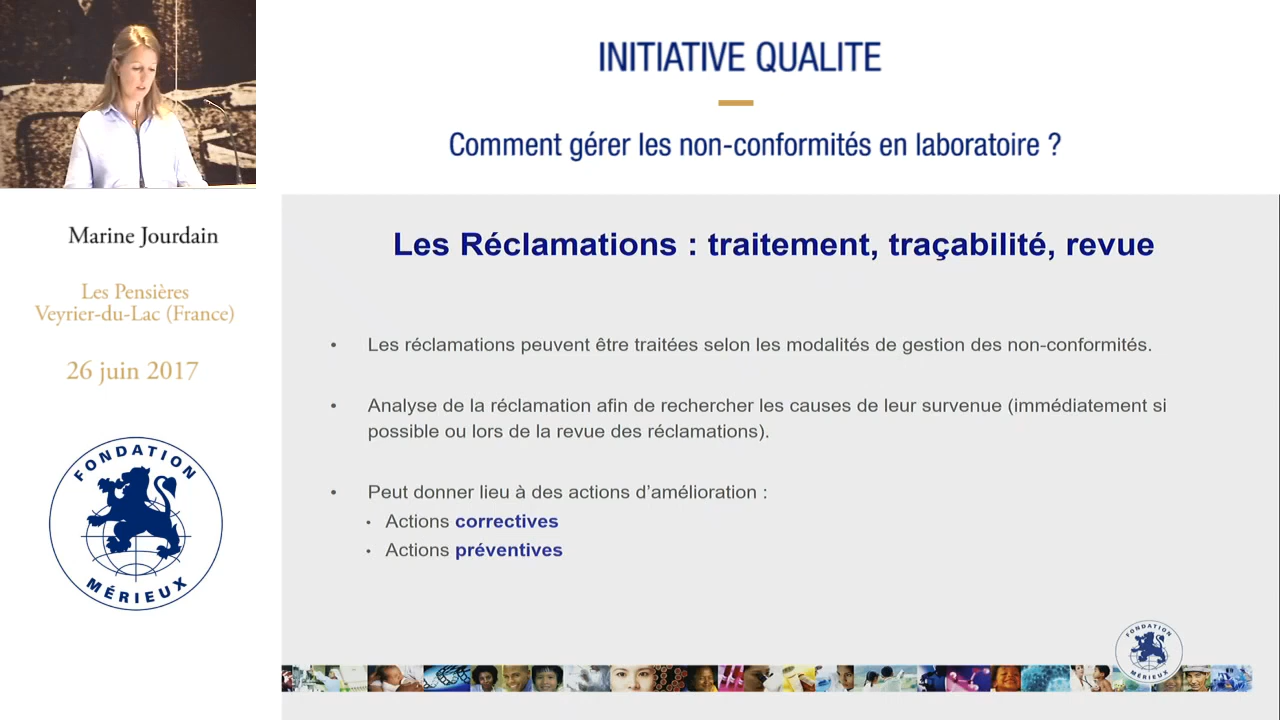 INITIATIVE QUALITE
Comment gérer les non-conformités en laboratoire ?
Marine Jourdain
Les Pensières
Veyrier-du-Lac (France)
26 juin 2017
FONDATION
MÉRIEUX
Les Réclamations : traitement, traçabilité, revue
• Les réclamations peuvent être traitées selon les modalités de gestion des non-conformités.
• Analyse de la réclamation afin de rechercher les causes de leur survenue (immédiatement si
possible ou lors de la revue des réclamations).
• Peut donner lieu à des actions d’amélioration :
• Actions correctives
• Actions préventives
FONDATION
MÉRIEUX